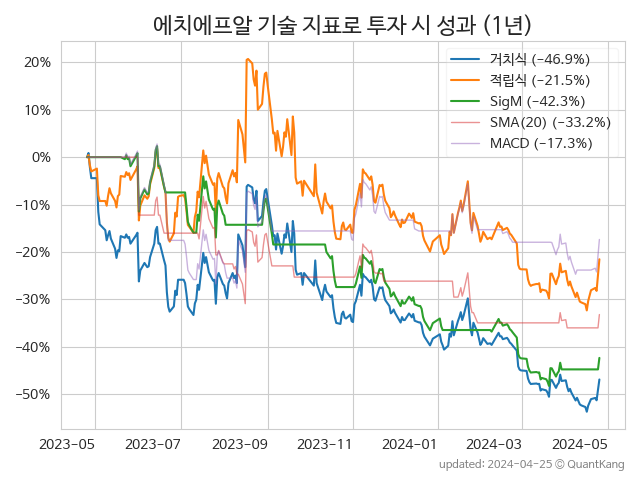 에치에프알 기술 지표로 투자 시 성과 (1년)
거치식 (−46.9%)
적립식 (−21.5%)
SigM (−42.3%)
SMA(20) (−33.2%)
MACD (−17.3%)
20%
10%
0%
−10%
−20%
−30%
−40%
−50%
2023-05 2023-07 2023-09 2023-11 2024-01 2024-03 2024-05
updated: 2024-04-25 © QuantKang